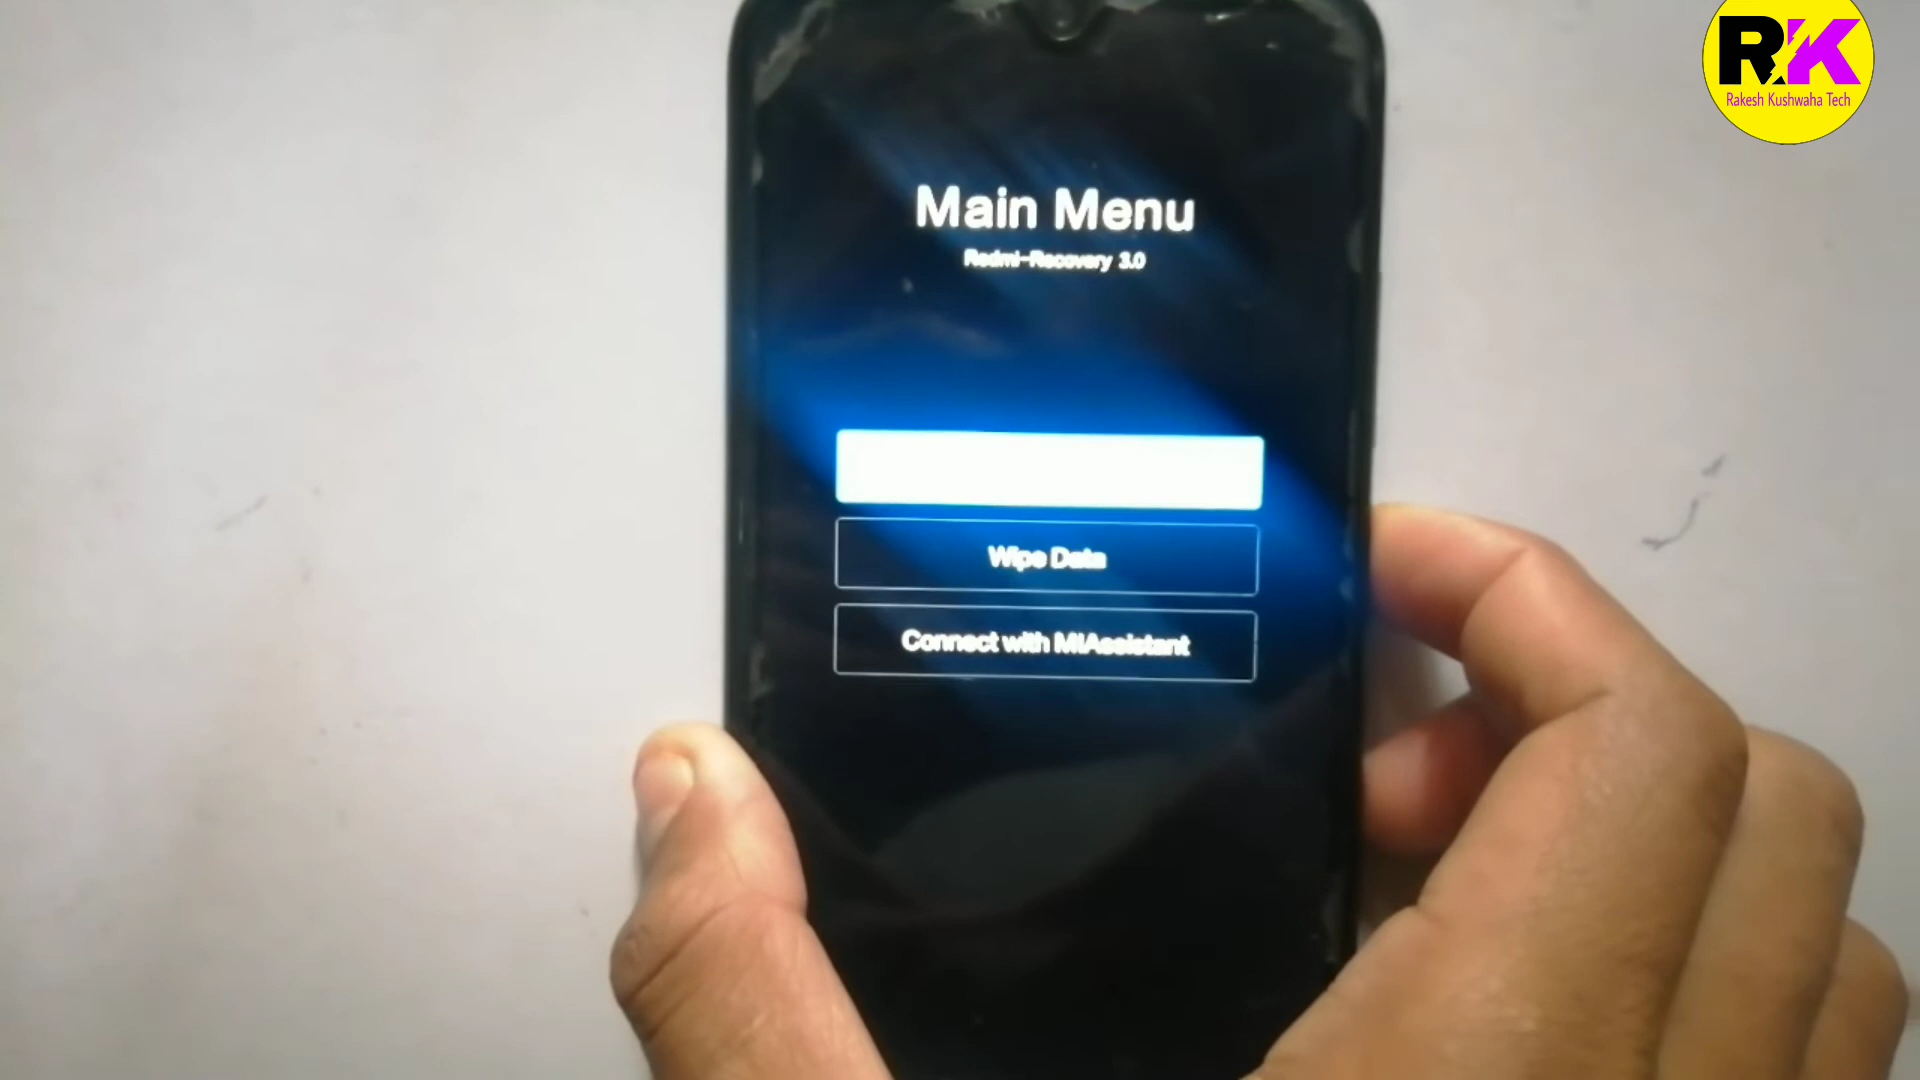 RK
Rakesh Kushwaha Tech
Main Menu
Redmi-Recovery 3.0
Wipe Data
Connect with MIAssistant